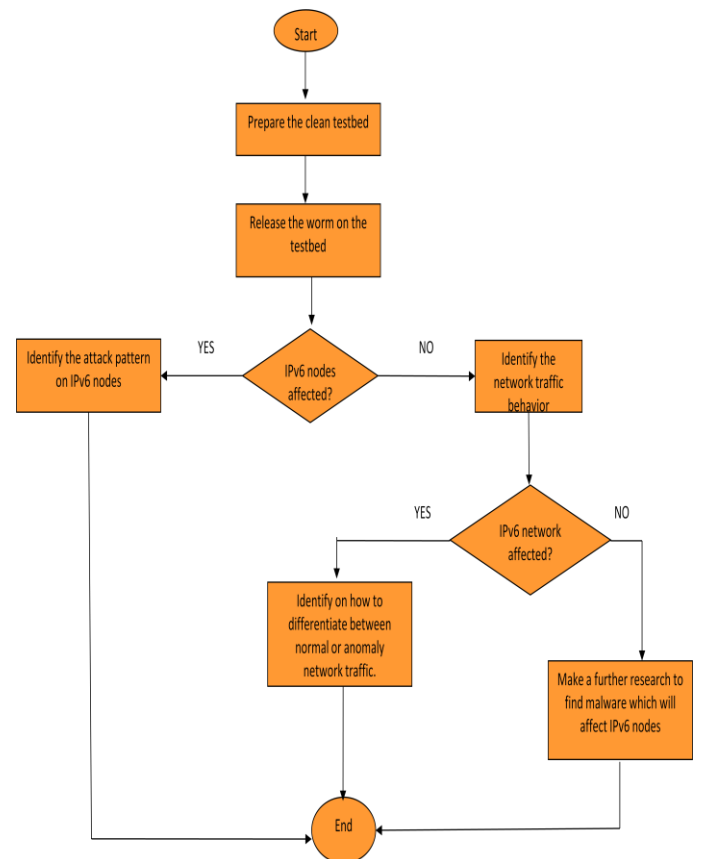 Start
Prepare the clean testbed
Release the worm on the
testbed
YES
NO
Identify the attack pattern
on IPv6 nodes
IPv6 nodes
affected?
Identify the
network traffic
behavior
YES
NO
IPv6 network
affected?
Identify on how to
differentiate between
normal or anomaly
network traffic.
Make a further research to
find malware which will
affect IPv6 nodes
End